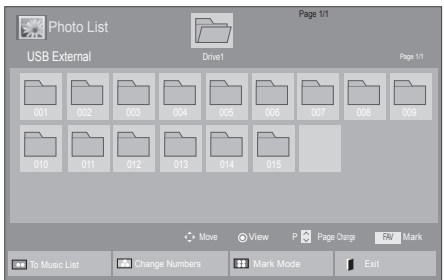 Photo List
Page 1/1
USB External
Drive1
Page 1/1
001 002 003 004 005 006 007 008 009
010 011 012 013 014 015
Move View P Page Change FAV Mark
To Music List Change Numbers Mark Mode Exit